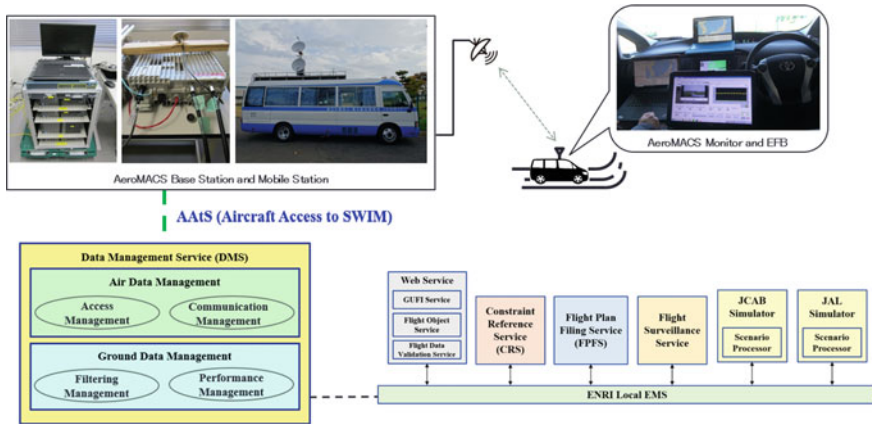 AeroMACS Monitor and EFB
AeroMACS Base Station and Mobile Station
AAtS (Aircraft Access to SWIM)
Data Management Service (DMS)
Air Data Management
Access
Management
Communication
Management
Ground Data Management
Filtering
Management
Performance
Management
Web Service
GUFI Service
Flight Object
Service
Flight Data
Validation Service
Constraint
Reference
Service
(CRS)
Flight Plan
Filing Service
(FPFS)
Flight
Surveillance
Service
JCAB
Simulator
Scenario
Processor
JAL
Simulator
Scenario
Processor
ENRI Local EMS